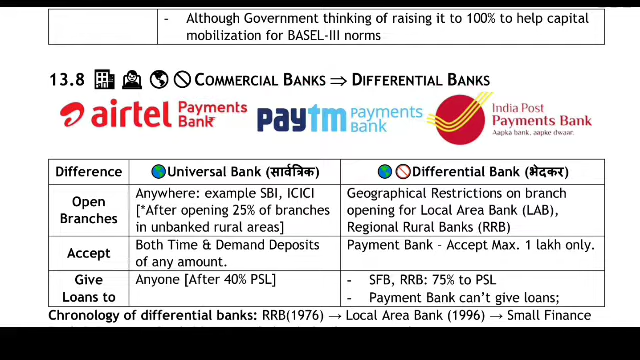 - Although Government thinking of raising it to 100% to help capital
mobilization for BASEL-III norms
13.8 COMMERCIAL BANKS ⇒ DIFFERENTIAL BANKS
airtel Payments Bank
paytm payments Bank
India Post
Payments Bank
Aapka bank, aapke dwaar.
Difference Universal Bank (सार्वत्रिक) Differential Bank (भेदकर)
Open Branches
Anywhere: example SBI, ICICI
[*After opening 25% of branches
in unbanked rural areas]
Geographical Restrictions on branch
opening for Local Area Bank (LAB),
Regional Rural Banks (RRB)
Accept
Both Time & Demand Deposits
of any amount.
Payment Bank - Accept Max. 1 lakh only.
Give
Loans to
Anyone [After 40% PSL]
- SFB, RRB: 75% to PSL
- Payment Bank can't give loans;
Chronology of differential banks: RRB(1976) → Local Area Bank (1996) → Small Finance